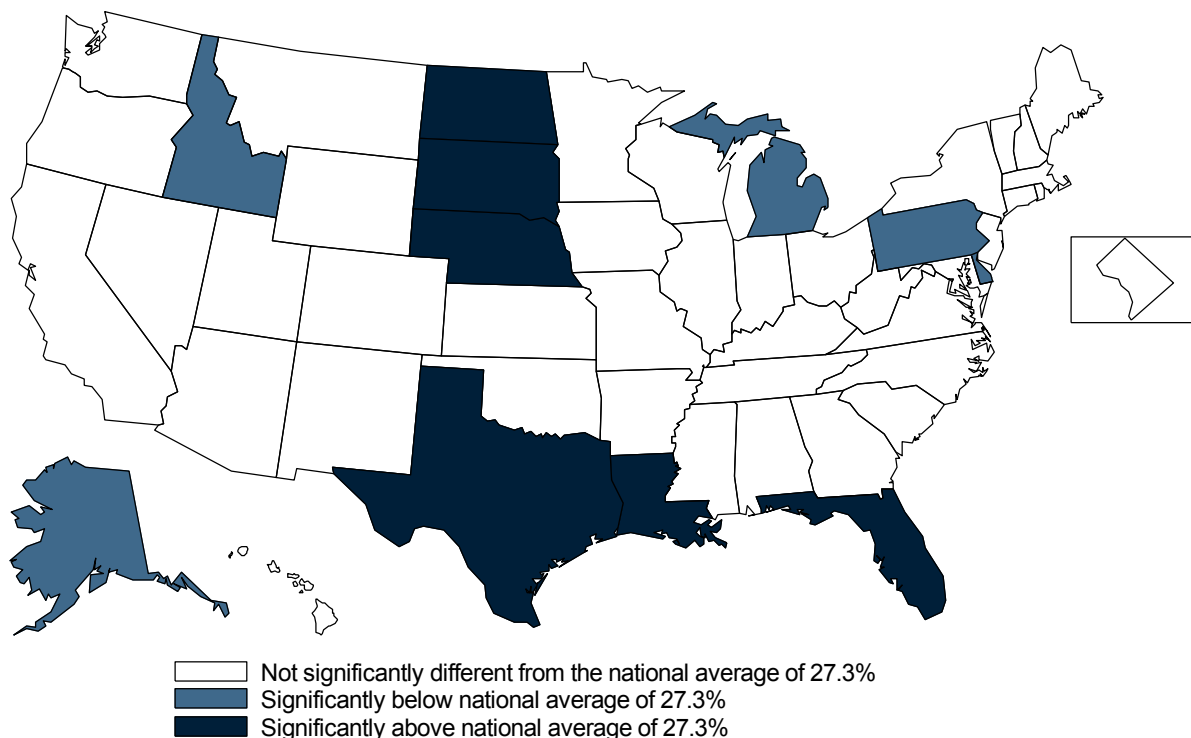 Not significantly different from the national average of 27.3%
Significantly below national average of 27.3%
Significantly above national average of 27.3%